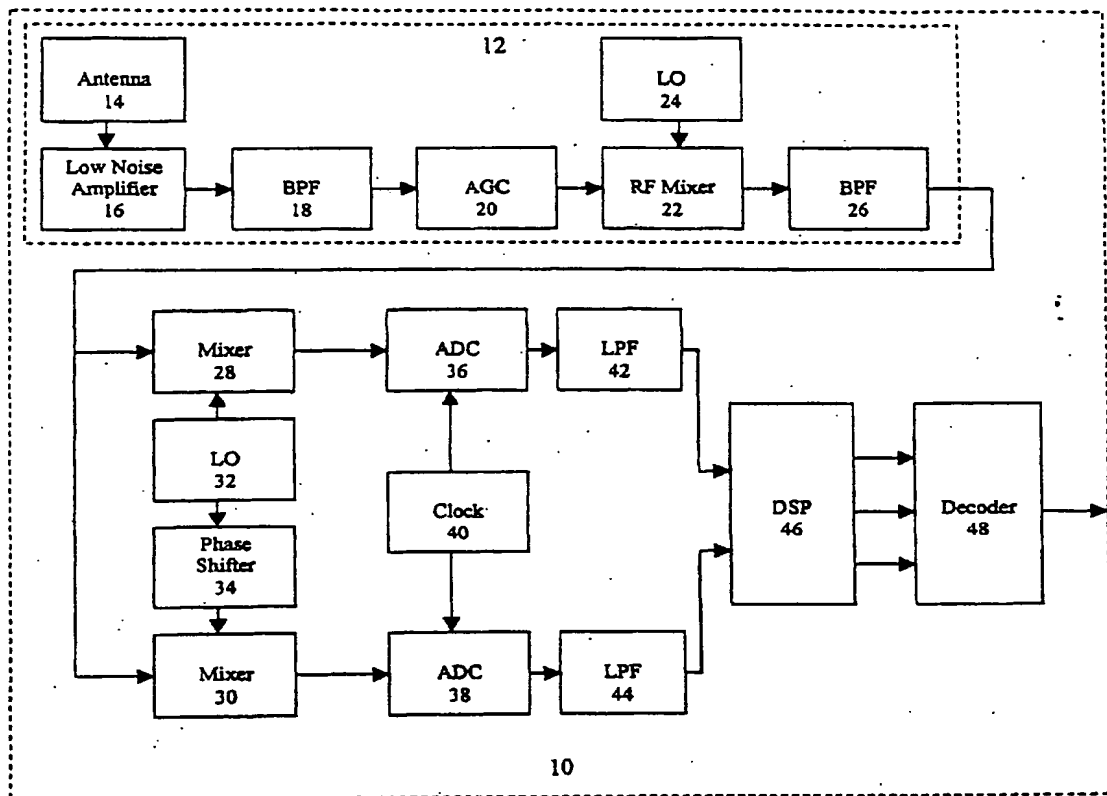 12
Antenna
14
LO
24
Low Noise
Amplifier
16
BPF
18
AGC
20
RF Mixer
22
BPF
26
Mixer
28
ADC
36
LPF
42
LO
32
Clock
40
DSP
46
Decoder
48
Phase
Shifter
34
Mixer
30
ADC
38
LPF
44
10